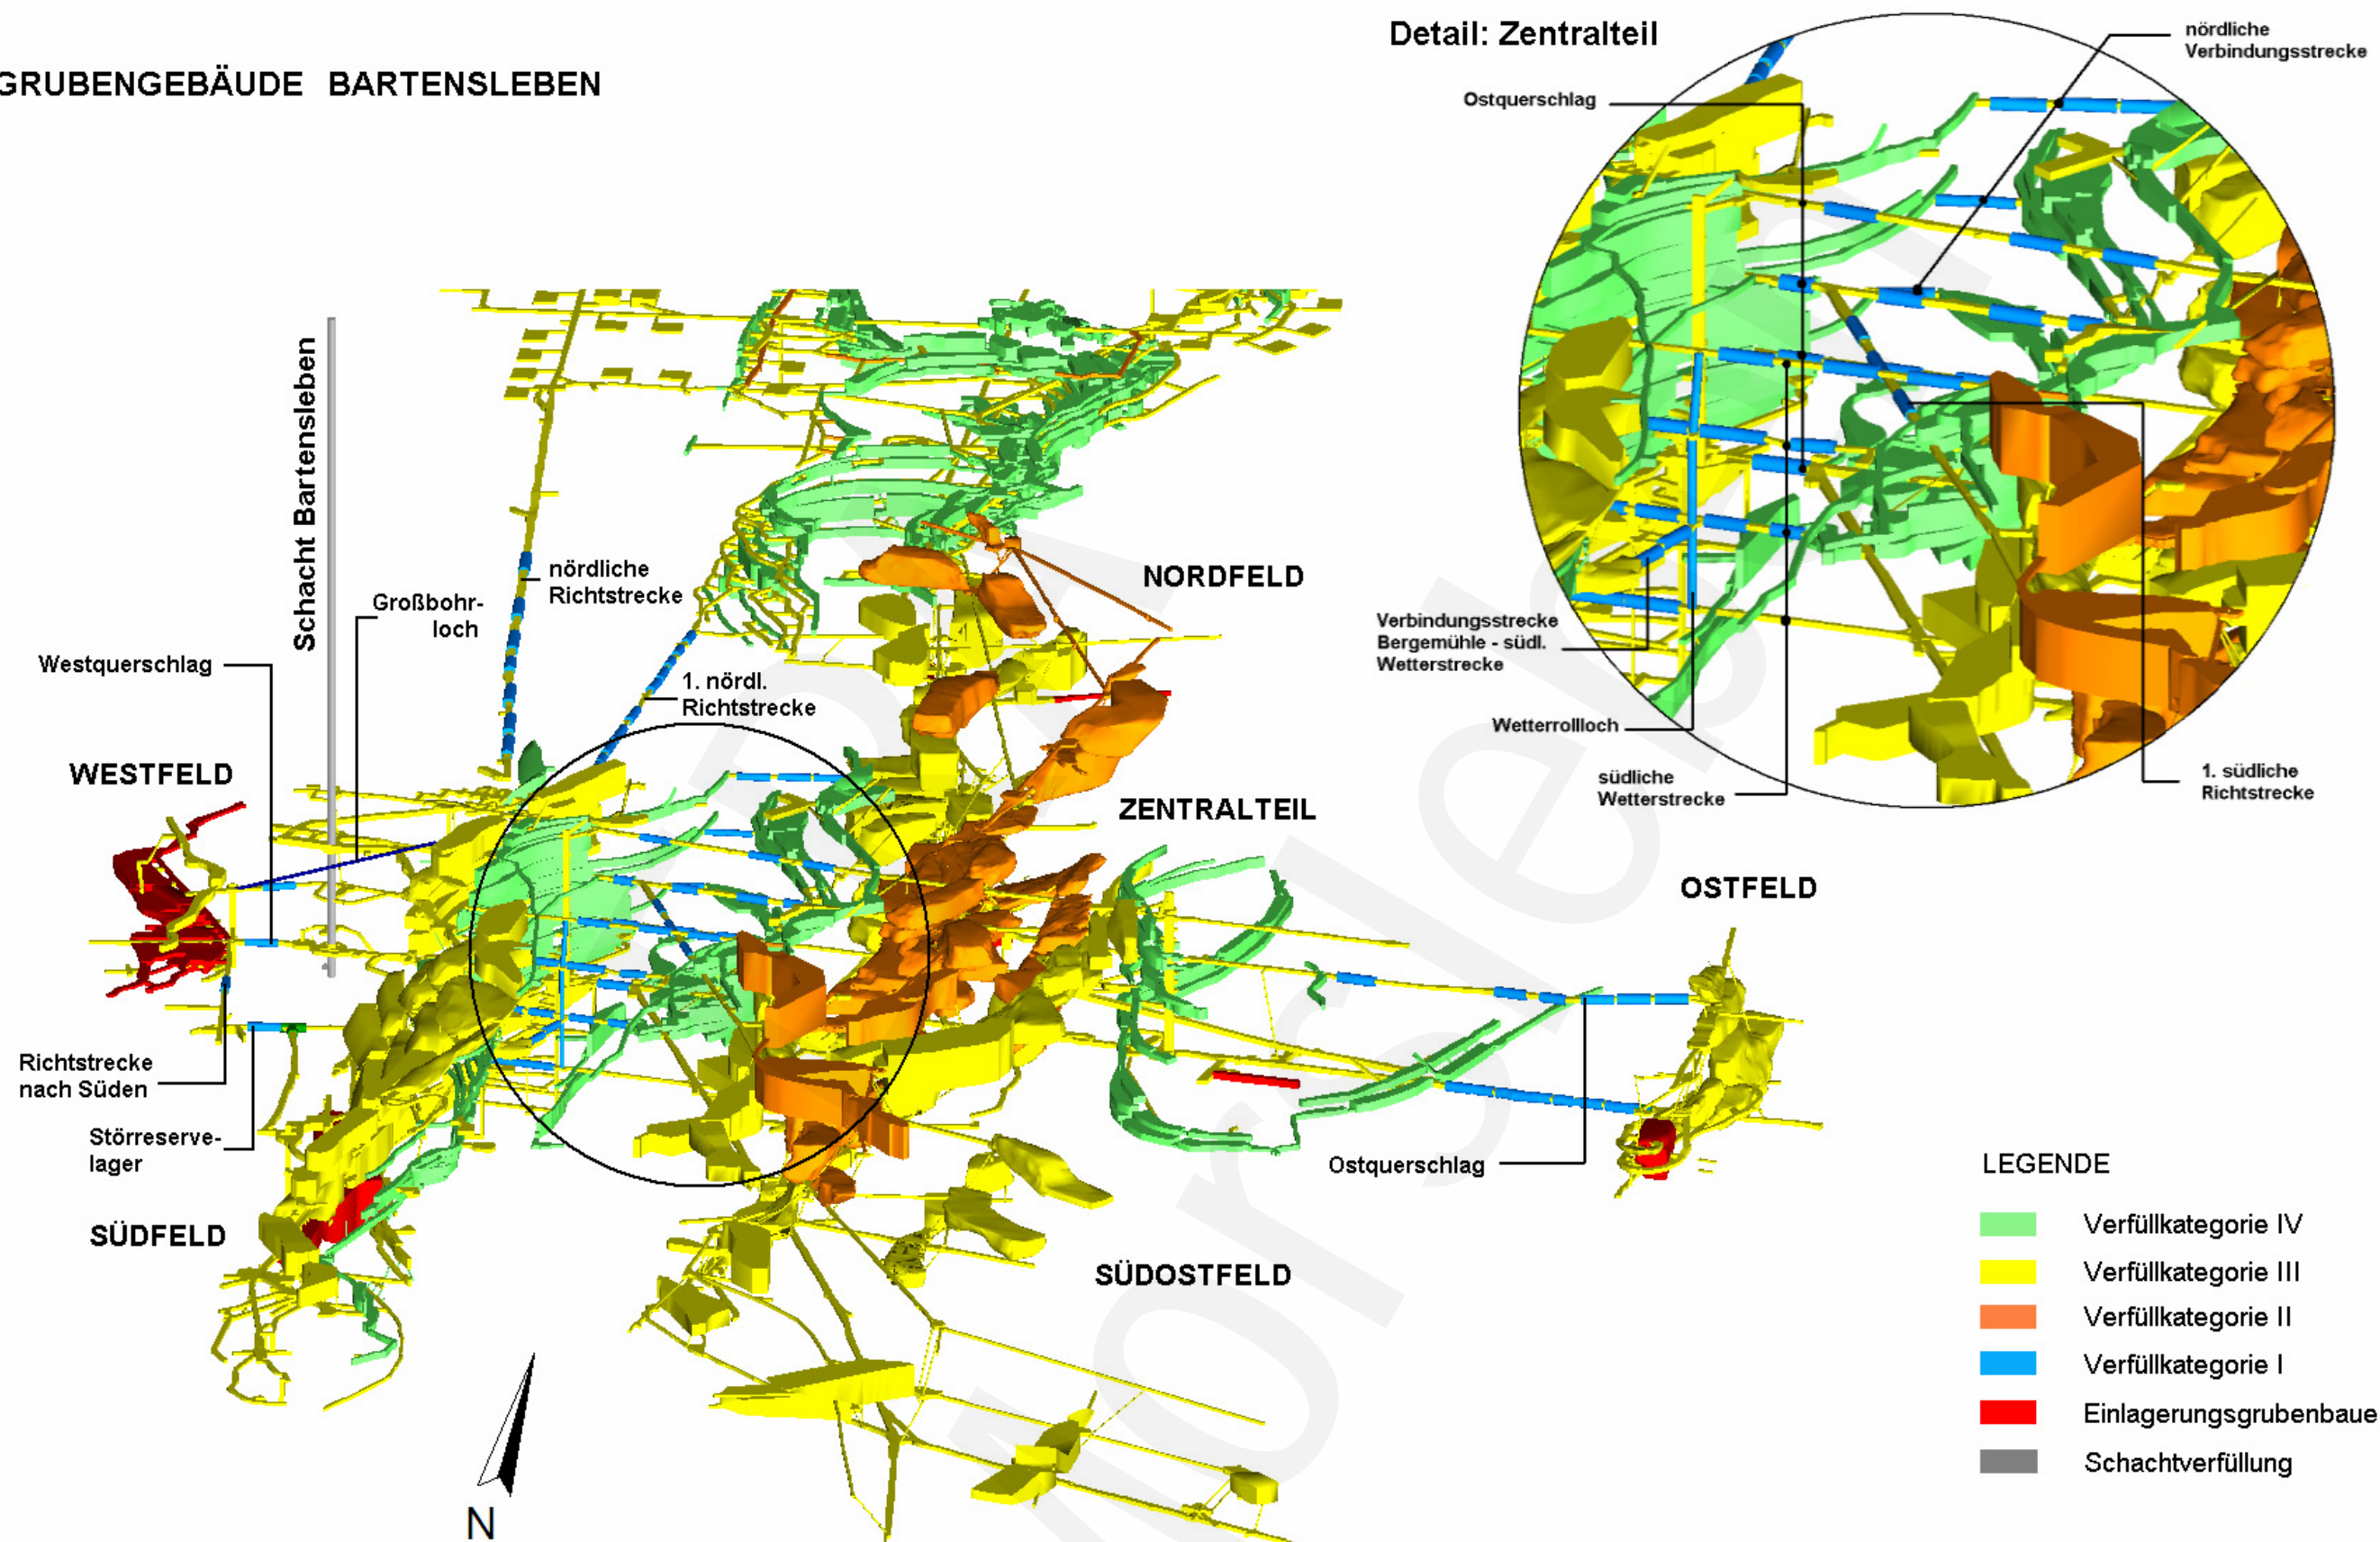 GRUBENGEBÄUDE BARTENSLEBEN
Detail: Zentralteil
nördliche
Verbindungsstrecke
Ostquerschlag
Verbindungsstrecke
Bergemühle - südl.
Wetterstrecke
Wetterrollloch
südliche
Wetterstrecke
1. südliche
Richtstrecke
Schacht Bartensleben
Großbohr-
loch
nördliche
Richtstrecke
NORDFELD
Westquerschlag
1. nördl.
Richtstrecke
WESTFELD
ZENTRALTEIL
OSTFELD
Richtstrecke
nach Süden
Störreserve-
lager
Ostquerschlag
SÜDFELD
SÜDOSTFELD
N
LEGENDE
Verfüllkategorie IV
Verfüllkategorie III
Verfüllkategorie II
Verfüllkategorie I
Einlagerungsgrubenbaue
Schachtverfüllung